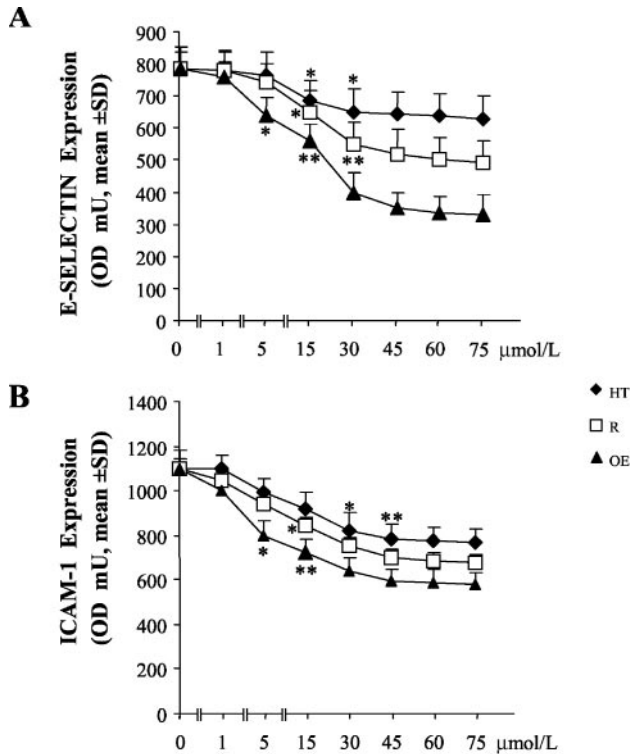 A
E-SELECTIN Expression
(OD mU, mean ±SD)
900
800
700
600
500
400
300
200
100
0
* *
*
* ** **
0 1 5 15 30 45 60 75 μmol/L
B
ICAM-1 Expression
(OD mU, mean ±SD)
1400
1200
1000
800
600
400
200
0
* **
*
* **
0 1 5 15 30 45 60 75 μmol/L
HT
R
OE